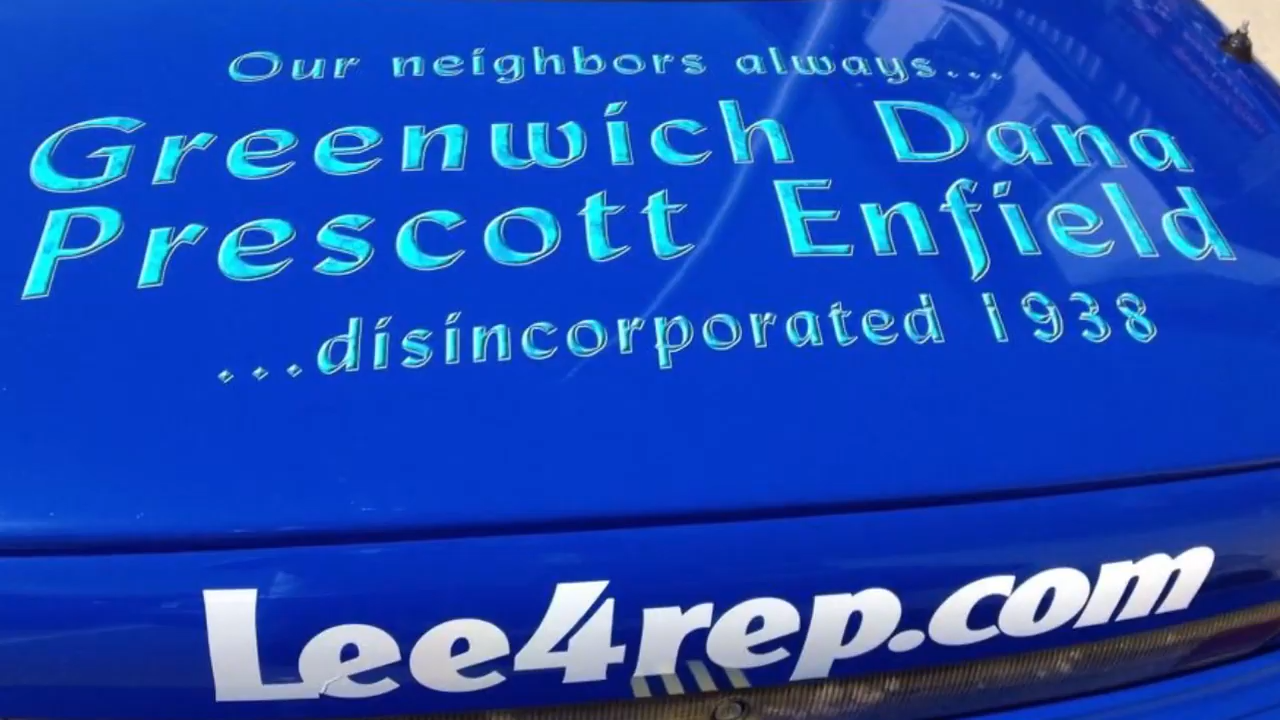 Our neighbors always...
Greenwich Dana
Prescott Enfield
...disincorporated 1938
Lee4rep.com